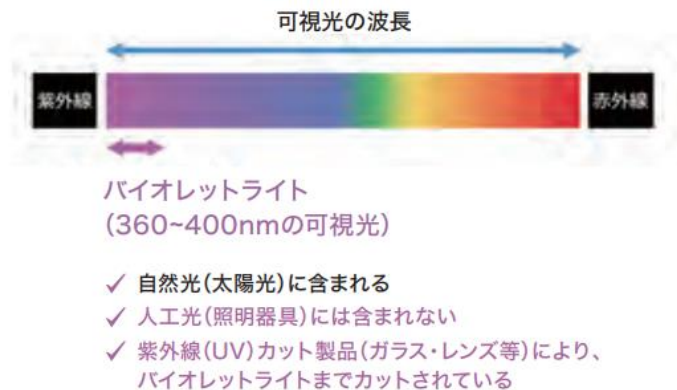 可視光の波長
紫外線
赤外線
バイオレットライト
(360~400nmの可視光)
✓ 自然光(太陽光)に含まれる
✓ 人工光(照明器具)には含まれない
✓ 紫外線(UV)カット製品(ガラス・レンズ等)により、
バイオレットライトまでカットされている